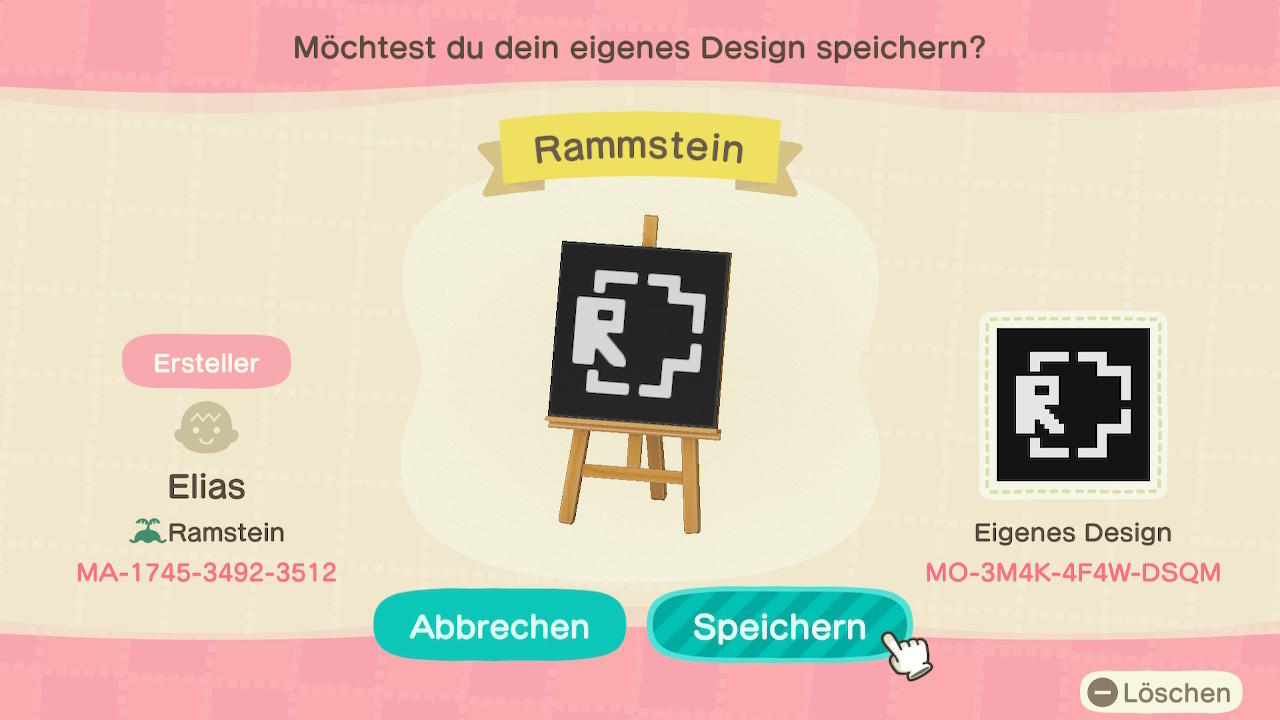 Möchtest du dein eigenes Design speichern?
Rammstein
R
Ersteller
Elias
Ramstein
MA-1745-3492-3512
R
Eigenes Design
MO-3M4K-4F4W-DSQM
Abbrechen
Speichern
Löschen